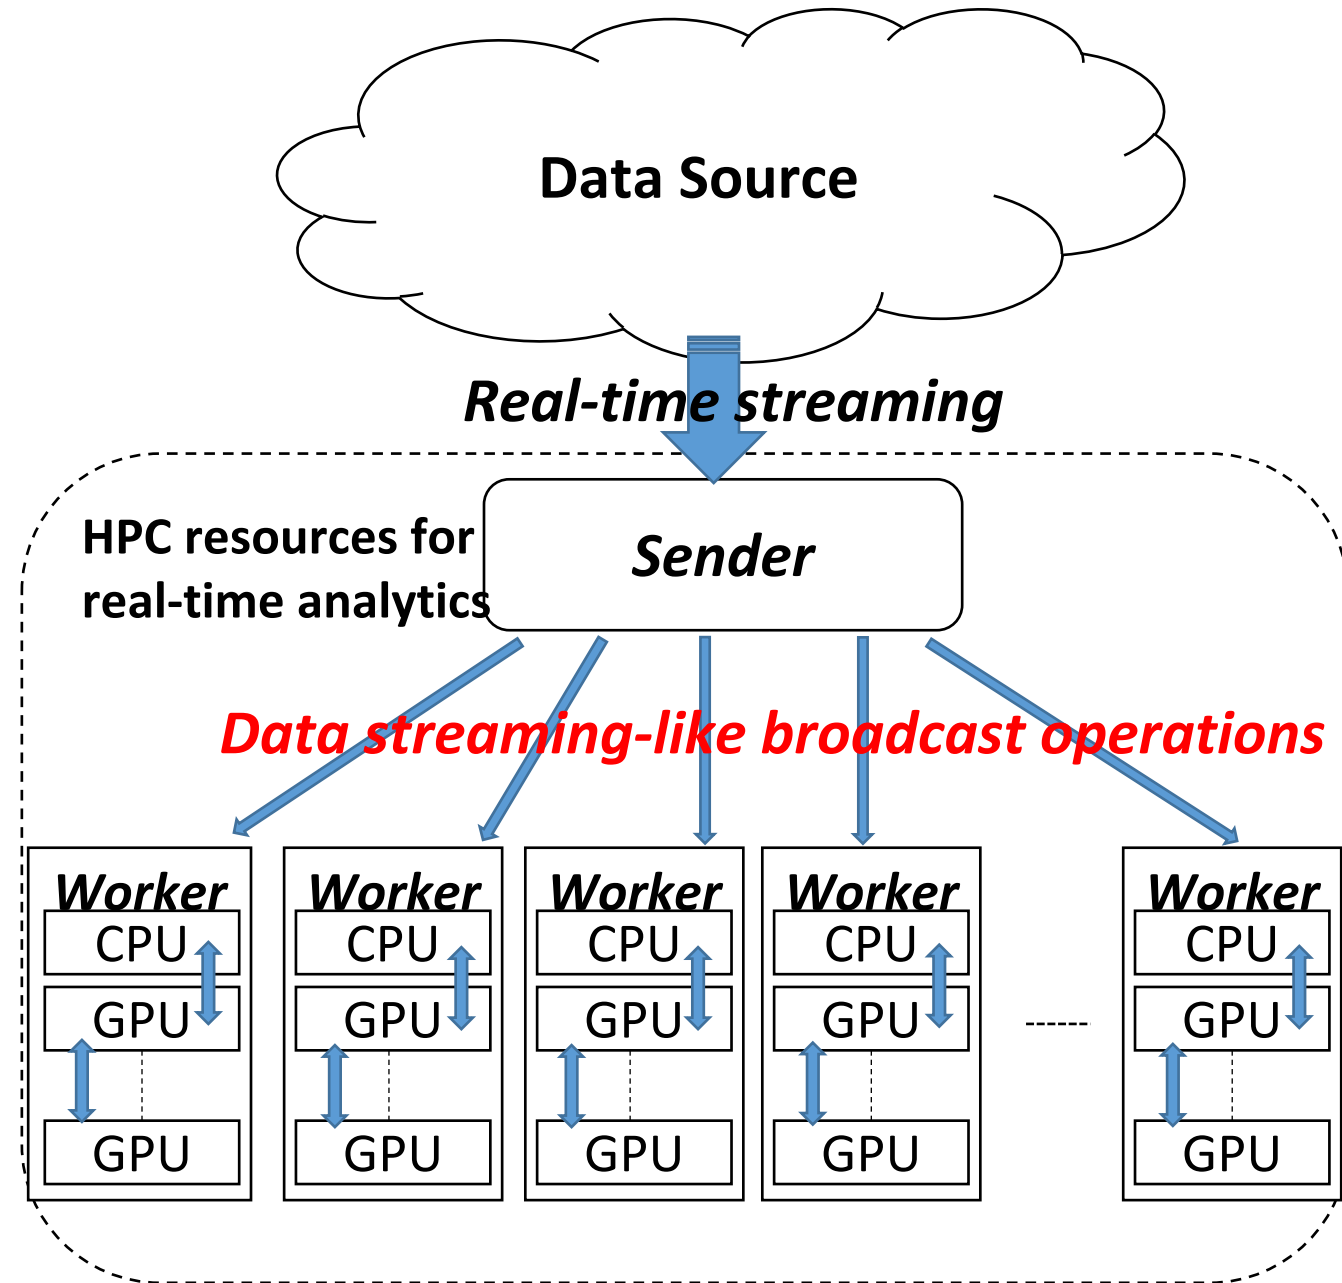 Data Source
Real-time streaming
HPC resources for
real-time analytics
Sender
Data streaming-like broadcast operations
Worker
CPU
GPU
GPU
Worker
CPU
GPU
GPU
Worker
CPU
GPU
GPU
Worker
CPU
GPU
GPU
Worker
CPU
GPU
GPU